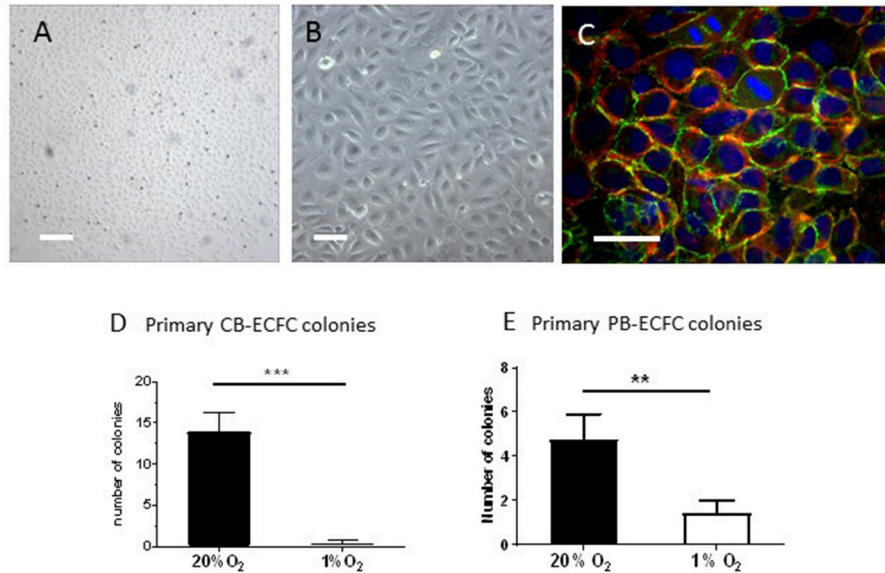 A
B
C
D Primary CB-ECFC colonies
***
number of colonies
20
15
10
5
0
20% O₂
1% O₂
E Primary PB-ECFC colonies
**
Number of colonies
8
6
4
2
0
20% O₂
1% O₂